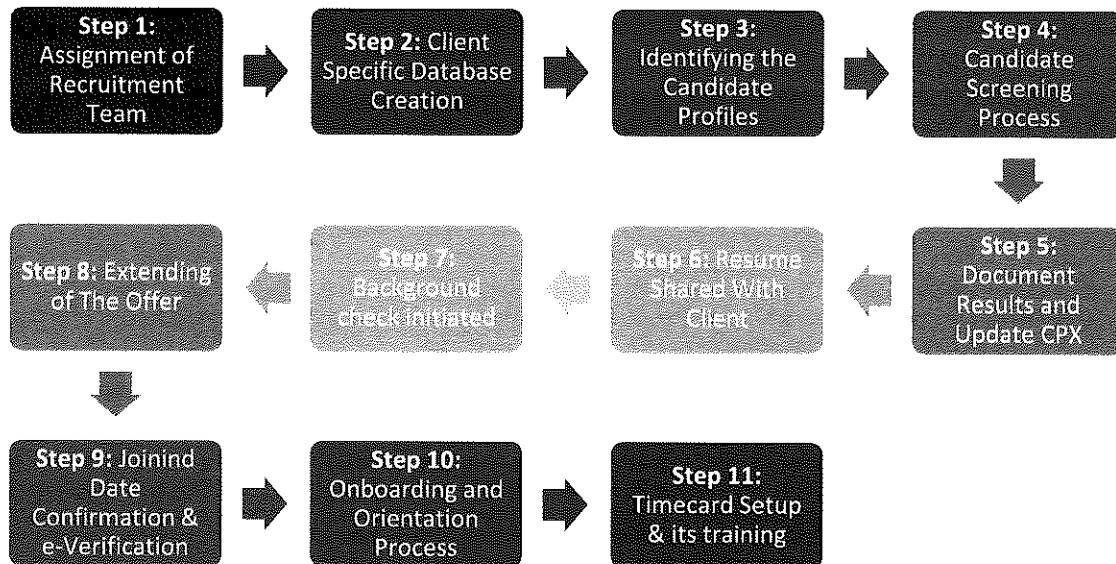 Step 1:
Assignment of
Recruitment
Team
Step 2: Client
Specific Database
Creation
Step 3:
Identifying the
Candidate
Profiles
Step 4:
Candidate
Screening
Process
Step 5:
Document
Results and
Update CPX
Step 6: Resume
Shared With
Client
Step 7:
Background
check initiated
Step 8: Extending
of The Offer
Step 9: Joinind
Date
Confirmation &
e-Verification
Step 10:
Onboarding and
Orientation
Process
Step 11:
Timecard Setup
& its training